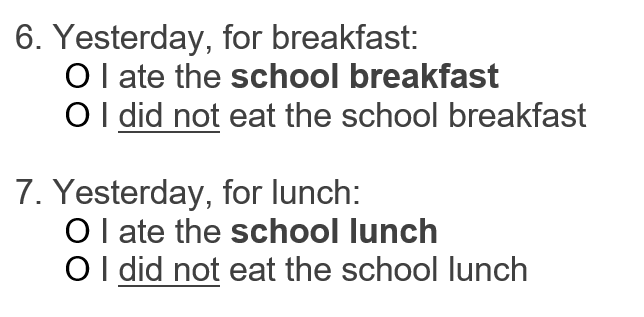 6. Yesterday, for breakfast:
O I ate the school breakfast
O I did not eat the school breakfast
7. Yesterday, for lunch:
O I ate the school lunch
O I did not eat the school lunch